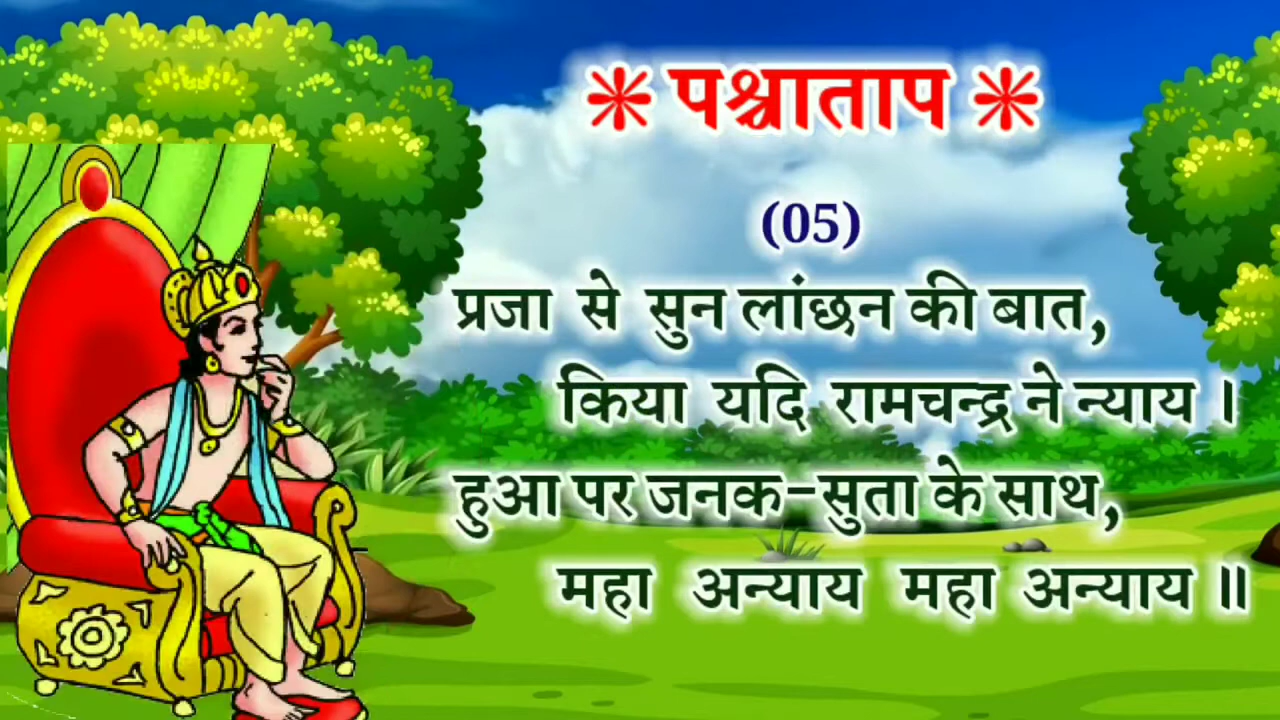 * पश्चाताप *
(05)
प्रजा से सुन लांछन की बात,
किया यदि रामचन्द्र ने न्याय ।
हुआ पर जनक-सुता के साथ,
महा अन्याय महा अन्याय ॥